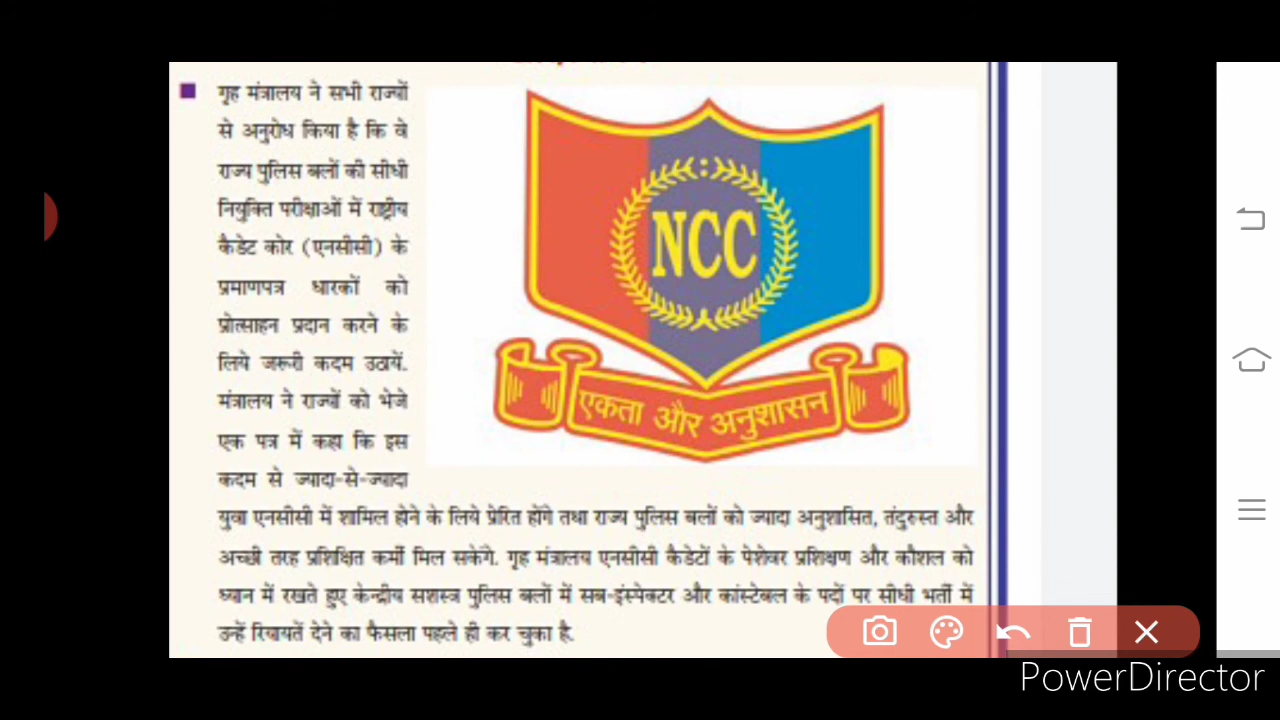 गृह मंत्रालय ने सभी राज्यों
से अनुरोध किया है कि वे
राज्य पुलिस बलों की सीधी
नियुक्ति परीक्षाओं में राष्ट्रीय
कैडेट कोर (एनसीसी) के
प्रमाणपत्र धारकों को
प्रोत्साहन प्रदान करने के
लिये जरूरी कदम उठायें.
मंत्रालय ने राज्यों को भेजे
एक पत्र में कहा कि इस
कदम से ज्यादा-से-ज्यादा
युवा एनसीसी में शामिल होने के लिये प्रेरित होंगे तथा राज्य पुलिस बलों को ज्यादा अनुशासित, तंदुरुस्त और
अच्छी तरह प्रशिक्षित कर्मी मिल सकेंगे. गृह मंत्रालय एनसीसी कैडेटों के पेशेवर प्रशिक्षण और कौशल को
ध्यान में रखते हुए केन्द्रीय सशस्त्र पुलिस बलों में सब-इंस्पेक्टर और कांस्टेबल के पदों पर सीधी भर्ती में
उन्हें रियायतें देने का फैसला पहले ही कर चुका है.
NCC
एकता और अनुशासन
PowerDirector